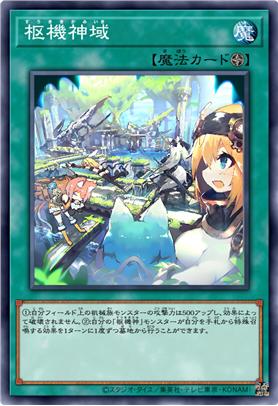 枢機神域
魔
【魔法カード】
①:自分フィールド上の機械族モンスターの攻撃力は500アップし、効果によ
って破壊されません。②:自分の「枢機神」モンスターが自分を手札から特殊召
喚する効果を1ターンに1度ずつ墓地から行うことができます。
©スタジオ・ダイス/集英社・テレビ東京・KONAMI